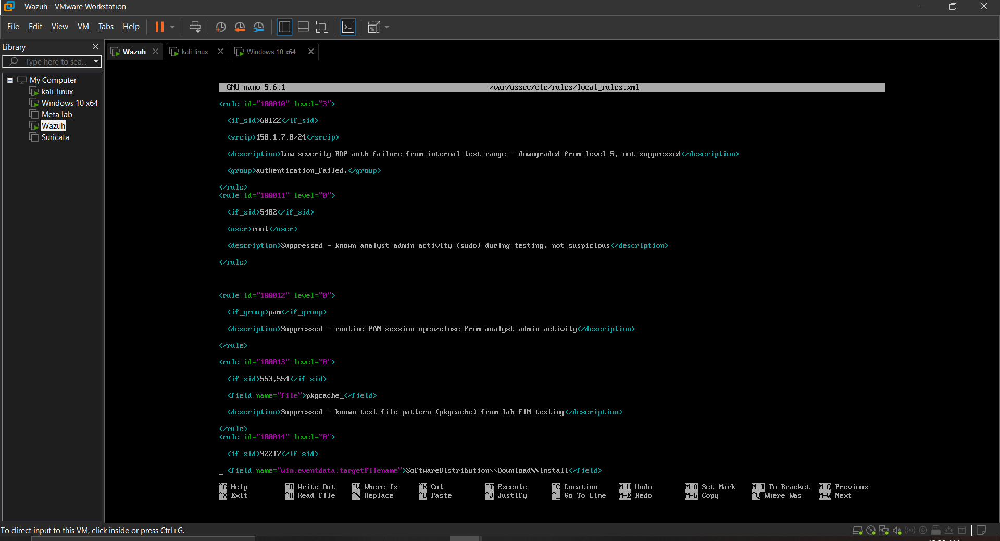 Wazuh - VMware Workstation
File Edit View VM Tabs Help
Library
Type here to sea...
My Computer
kali-linux
Windows 10 x64
Meta lab
Wazuh
Suricata
Wazuh kali-linux Windows 10 x64
GNU nano 5.6.1 /var/ossec/etc/rules/local_rules.xml
<rule id="100010" level="3">
<if_sid>60122</if_sid>
<srcip>150.1.7.0/24</srcip>
<description>Low-severity RDP auth failure from internal test range - downgraded from level 5, not suppressed</description>
<group>authentication_failed,</group>
</rule>
<rule id="100011" level="0">
<if_sid>5402</if_sid>
<user>root</user>
<description>Suppressed - known analyst admin activity (sudo) during testing, not suspicious</description>
</rule>
<rule id="100012" level="0">
<if_group>pam</if_group>
<description>Suppressed - routine PAM session open/close from analyst admin activity</description>
</rule>
<rule id="100013" level="0">
<if_sid>553,554</if_sid>
<field name="file">pkgcache_</field>
<description>Suppressed - known test file pattern (pkgcache) from lab FIM testing</description>
</rule>
<rule id="100014" level="0">
<if_sid>92217</if_sid>
<field name="win.eventdata.targetFilename">SoftwareDistribution\\Download\\Install</field>
^G Help ^O Write Out ^W Where Is ^K Cut ^T Execute ^C Location M-U Undo M-A Set Mark M-] To Bracket M-Q Previous
^X Exit ^R Read File ^\ Replace ^U Paste ^J Justify ^_ Go To Line M-E Redo M-6 Copy ^Q Where Was M-W Next
To direct input to this VM, click inside or press Ctrl+G.